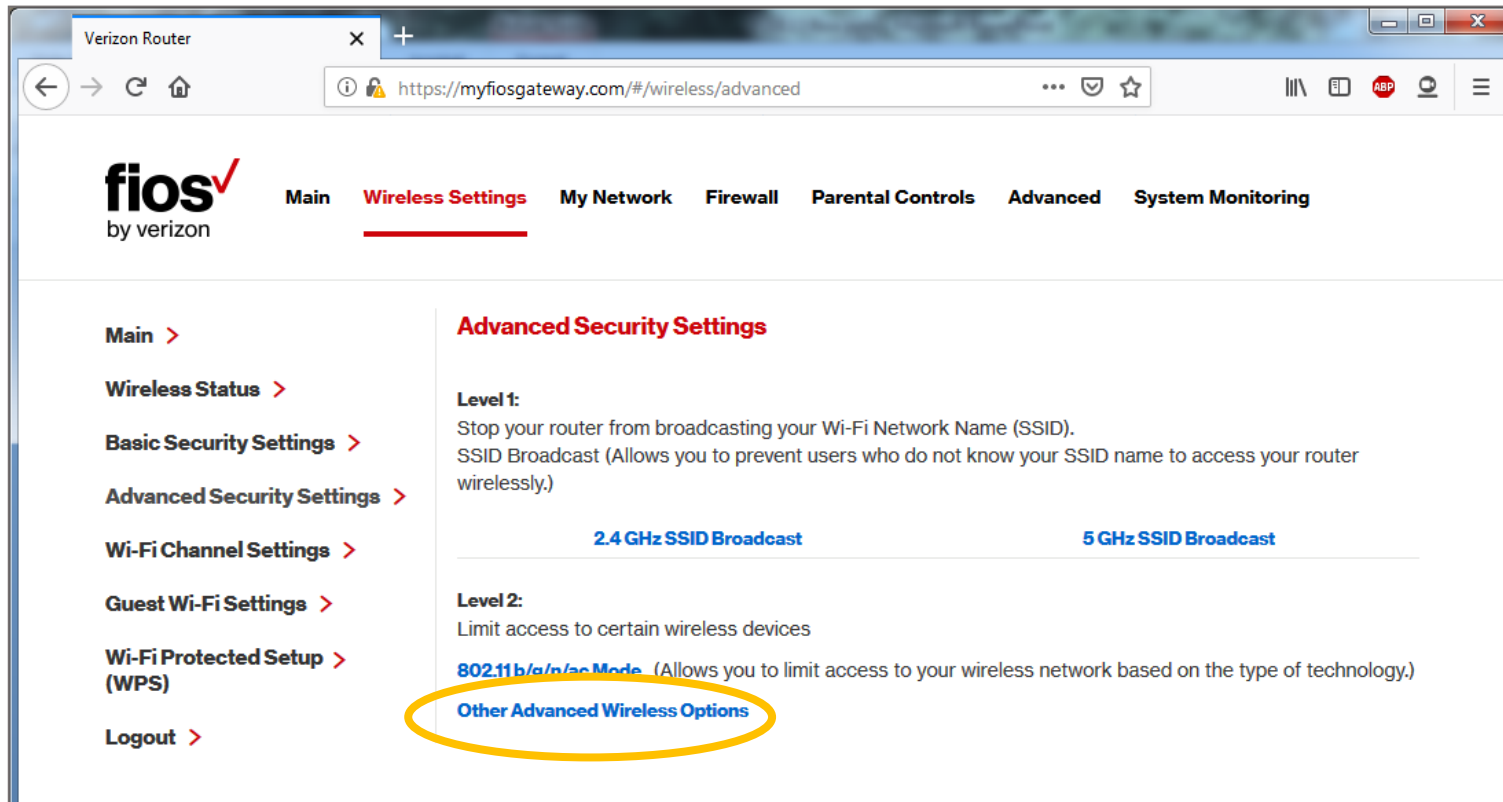 Verizon Router
https://myfiosgateway.com/#/wireless/advanced
ABP
fios
by verizon
Main Wireless Settings My Network Firewall Parental Controls Advanced System Monitoring
Main
Wireless Status
Basic Security Settings
Advanced Security Settings
Wi-Fi Channel Settings
Guest Wi-Fi Settings
Wi-Fi Protected Setup
(WPS)
Logout
Advanced Security Settings
Level 1:
Stop your router from broadcasting your Wi-Fi Network Name (SSID).
SSID Broadcast (Allows you to prevent users who do not know your SSID name to access your router
wirelessly.)
2.4 GHz SSID Broadcast 5 GHz SSID Broadcast
Level 2:
Limit access to certain wireless devices
802.11 b/g/n/ac Mode (Allows you to limit access to your wireless network based on the type of technology.)
Other Advanced Wireless Options